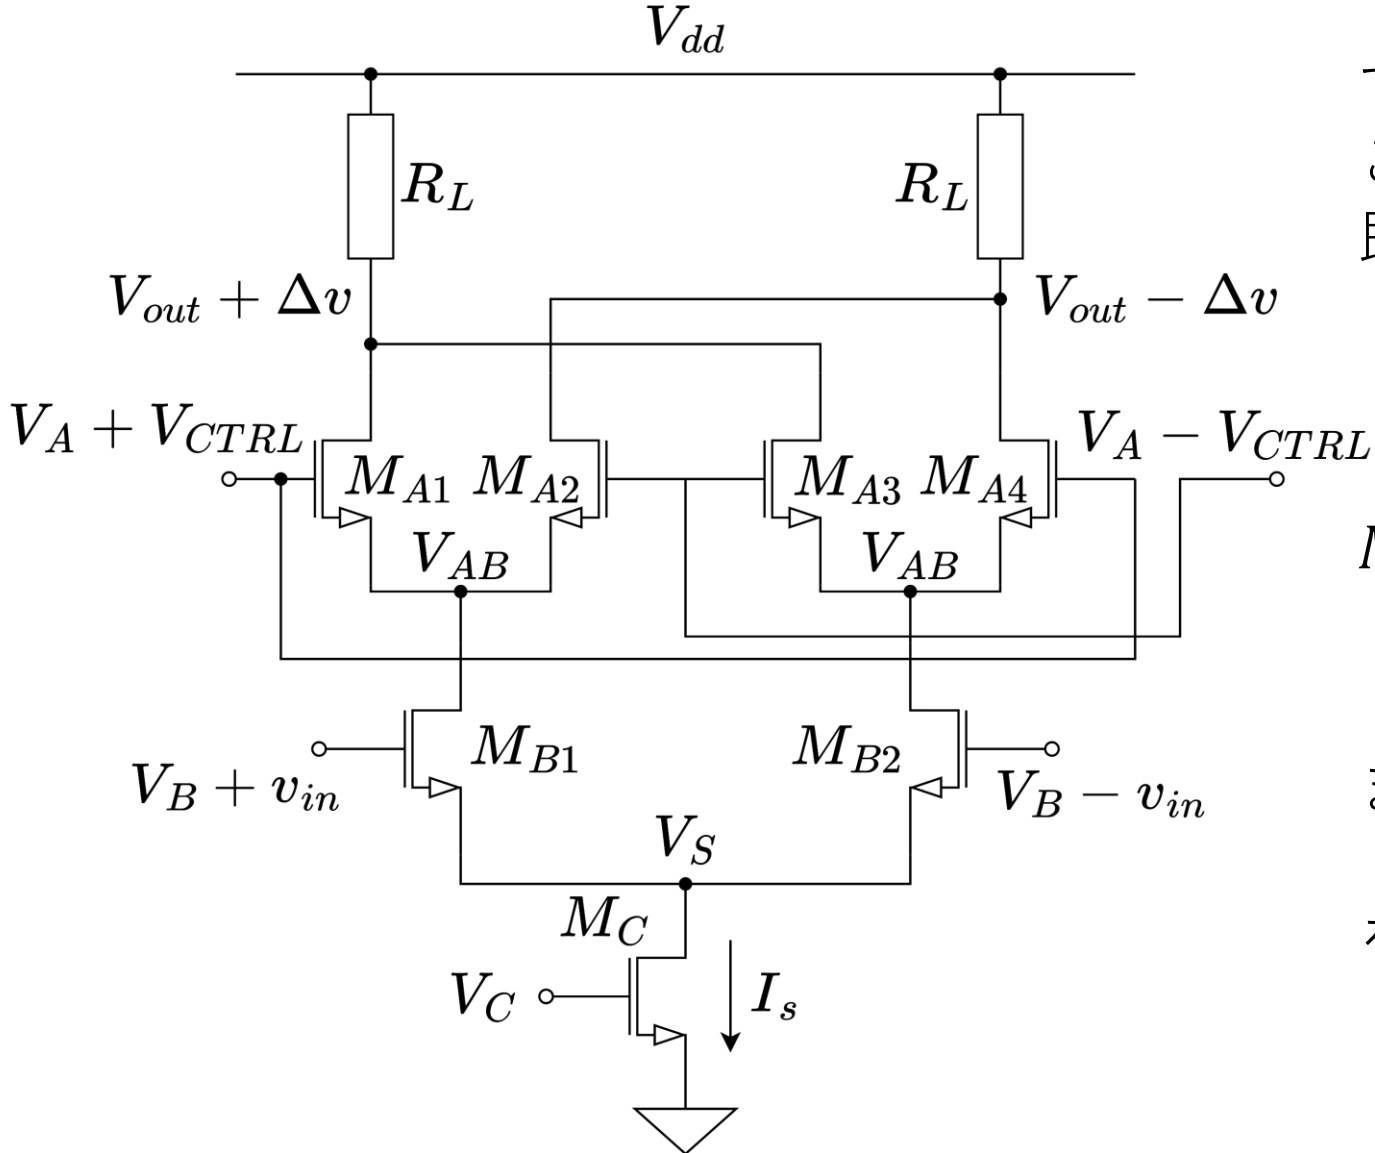 V_{dd}
R_L R_L
V_{out} + Δv V_{out} − Δv
V_A + V_{CTRL} V_A − V_{CTRL}
M_{A1} M_{A2} M_{A3} M_{A4}
V_{AB} V_{AB}
M_{B1} M_{B2}
V_B + v_{in} V_B − v_{in}
V_S
M_C
V_C I_s